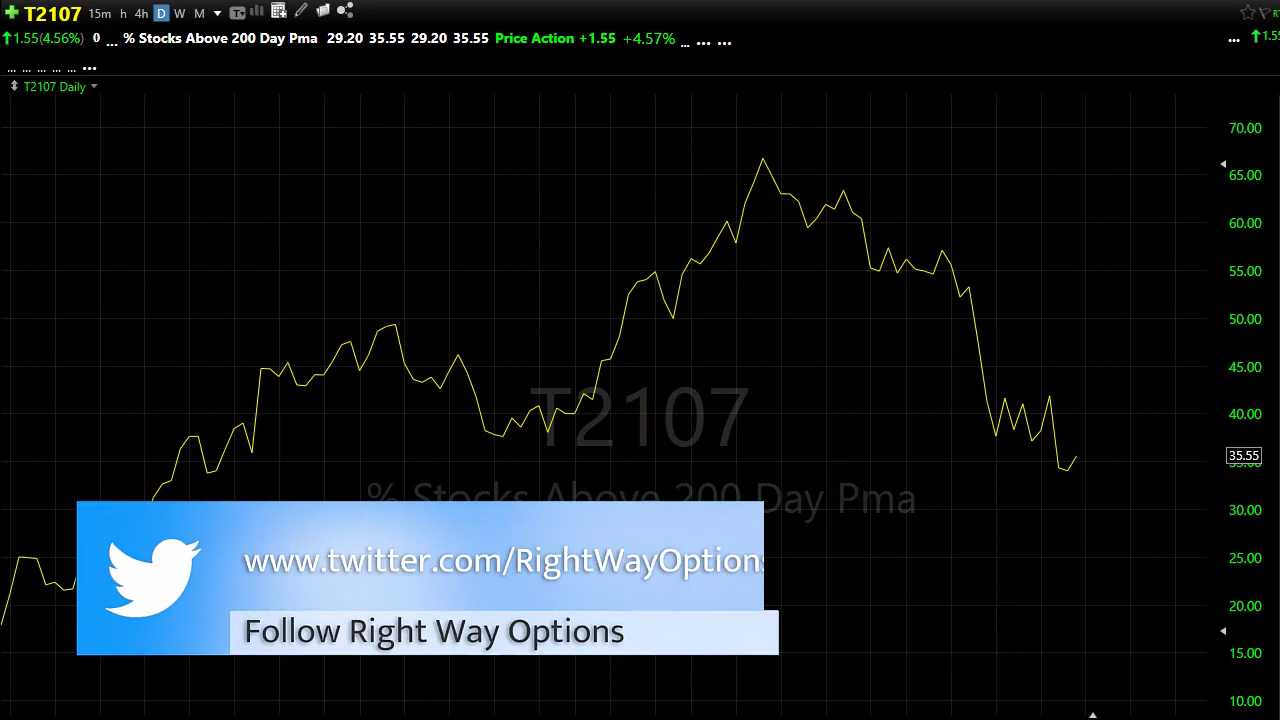 T2107 15m h 4h D W M T
1.55(4.56%) 0 ... % Stocks Above 200 Day Pma 29.20 35.55 29.20 35.55 Price Action +1.55 +4.57% ... ... ... ...
... ... ... ... ... ...
T2107 Daily
70.00
65.00
60.00
55.00
50.00
45.00
40.00
35.55
30.00
25.00
20.00
15.00
10.00
T2107
% Stocks Above 200 Day Pma
www.twitter.com/RightWayOptions
Follow Right Way Options